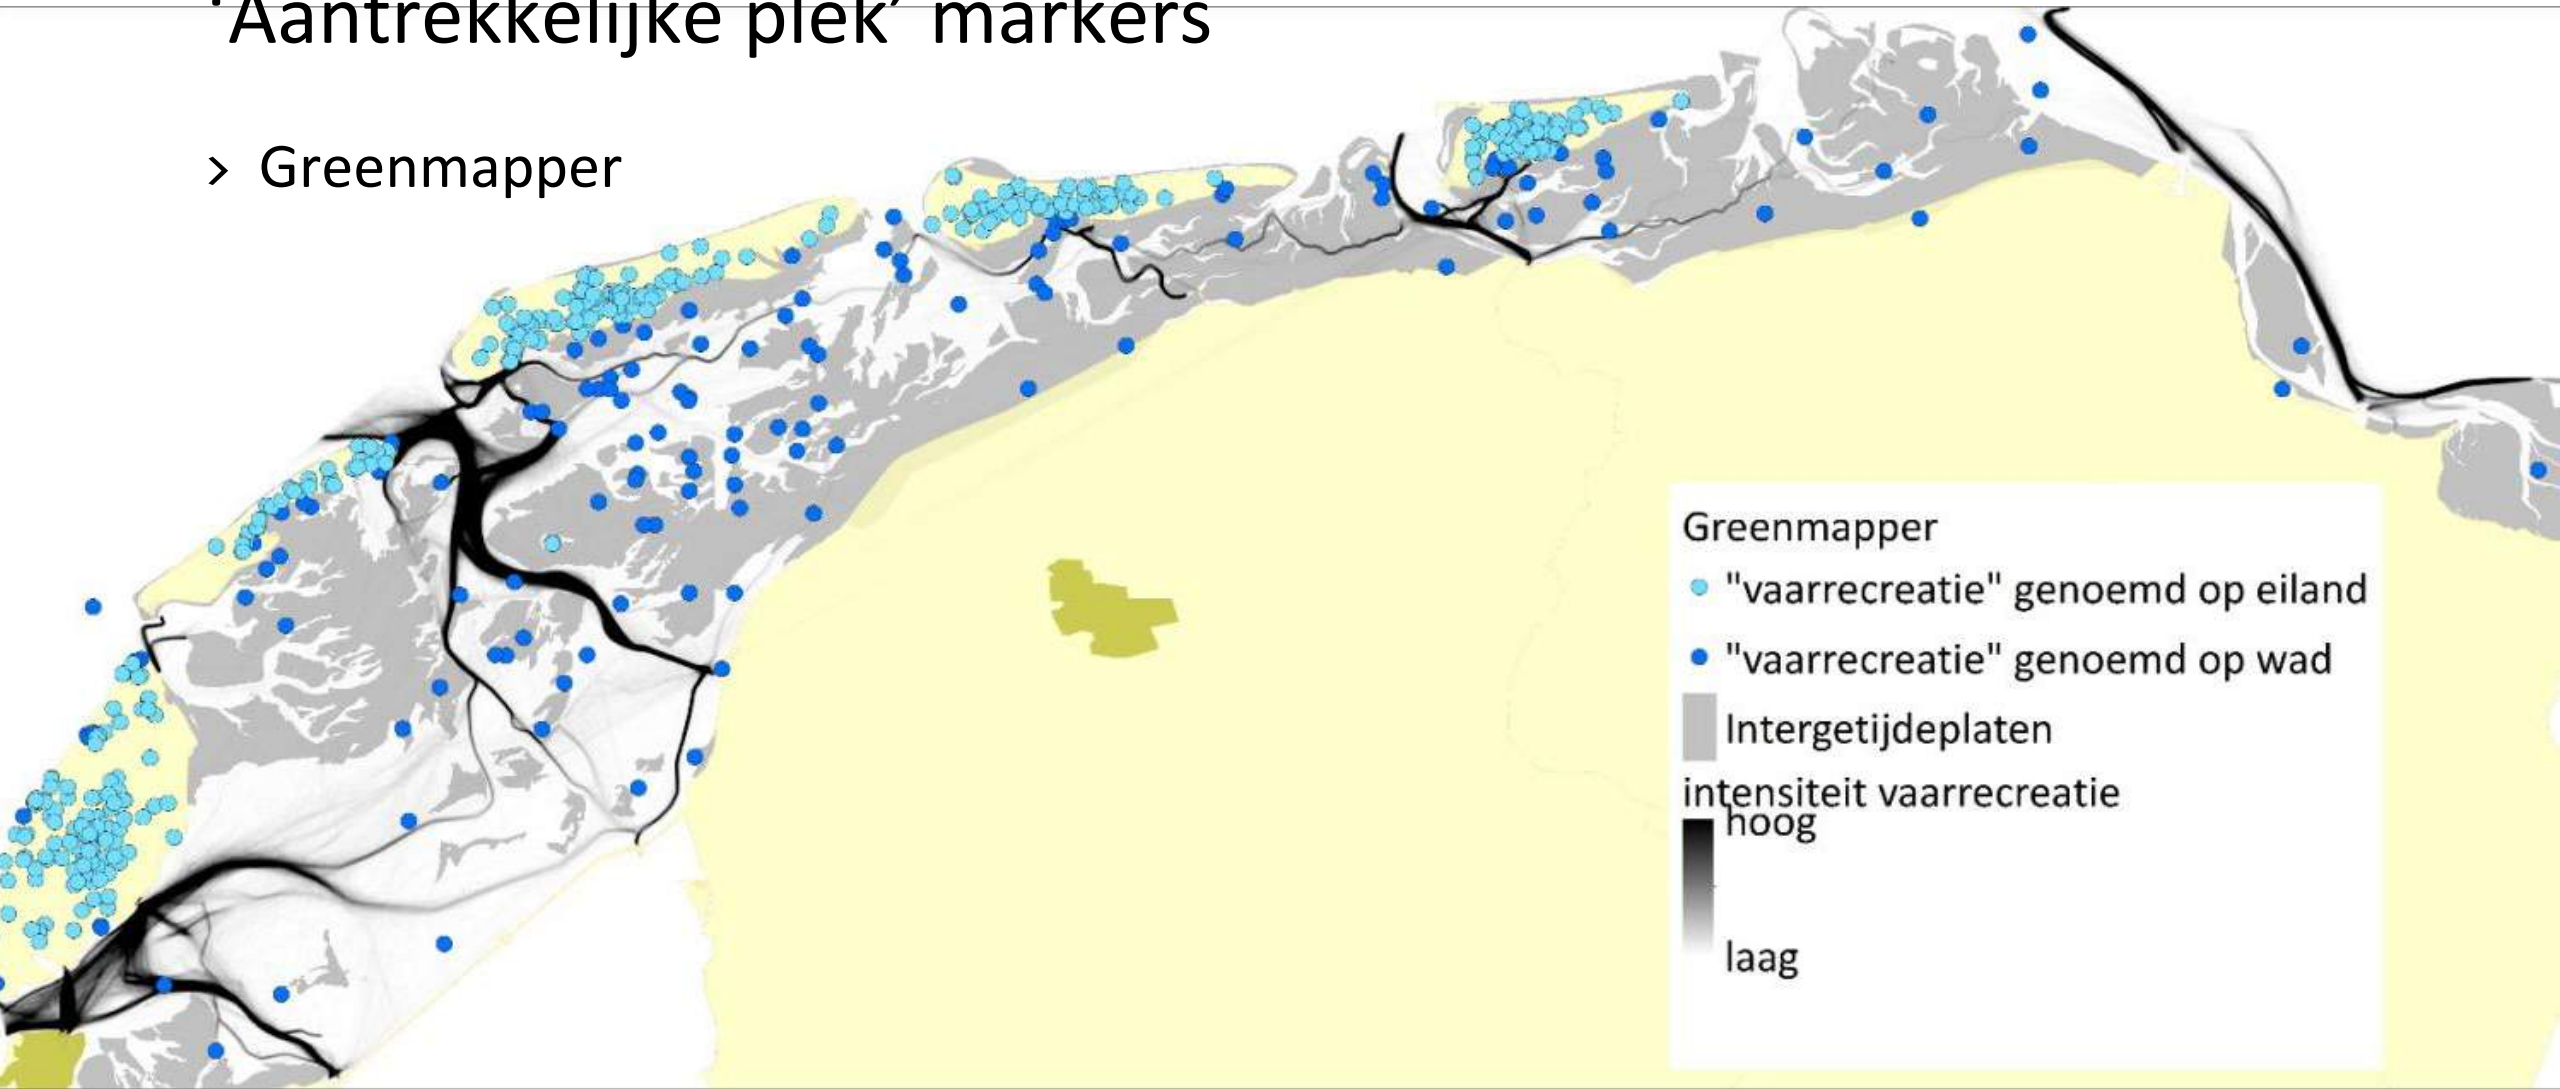 ‘Aantrekkelijke plek’ markers
› Greenmapper
Greenmapper
"vaarrecreatie" genoemd op eiland
"vaarrecreatie" genoemd op wad
Intergetijdeplaten
intensiteit vaarrecreatie
hoog
laag